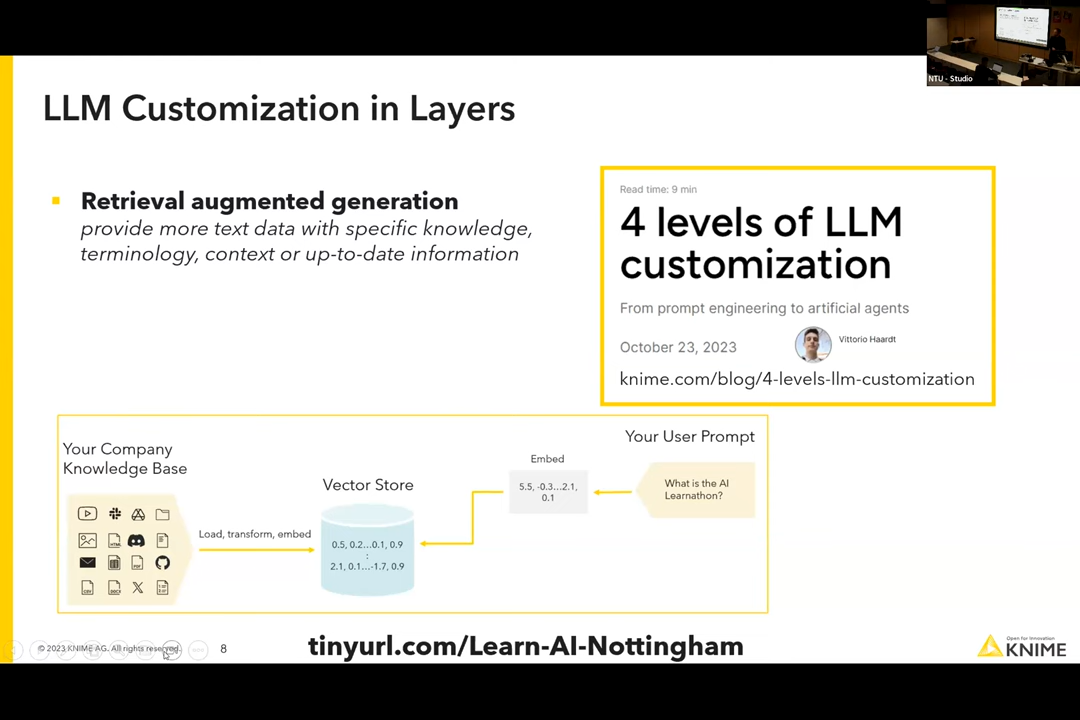 NTU - Studio
LLM Customization in Layers
Retrieval augmented generation
provide more text data with specific knowledge,
terminology, context or up-to-date information
Read time: 9 min
4 levels of LLM
customization
From prompt engineering to artificial agents
October 23, 2023
Vittorio Haardt
knime.com/blog/4-levels-llm-customization
Your Company
Knowledge Base
Load, transform, embed
Vector Store
0.5, 0.2...0.1, 0.9
:
2.1, 0.1...-1.7, 0.9
Embed
5.5, -0.3...2.1,
0.1
Your User Prompt
What is the AI
Learnathon?
© 2023 KNIME AG. All rights reserved.
8
tinyurl.com/Learn-AI-Nottingham
Open for Innovation
KNIME